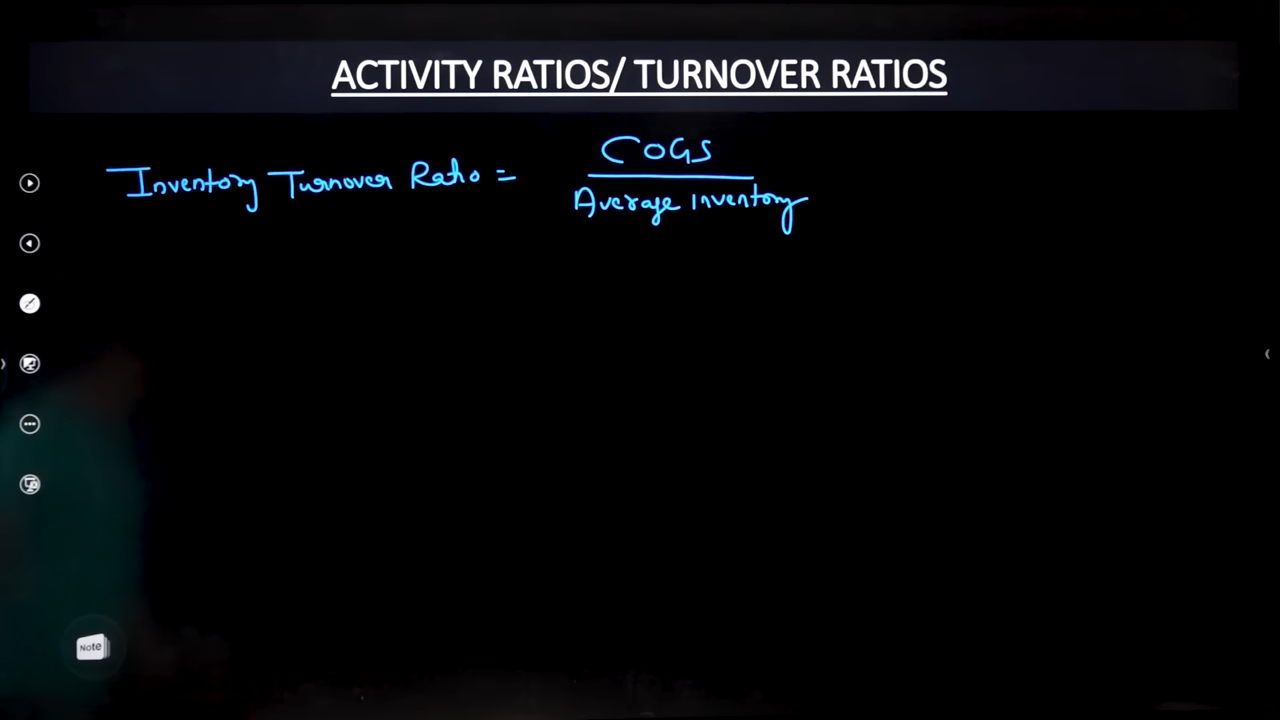 ACTIVITY RATIOS/ TURNOVER RATIOS
Inventory Turnover Ratio = COGS
Average inventory
Note